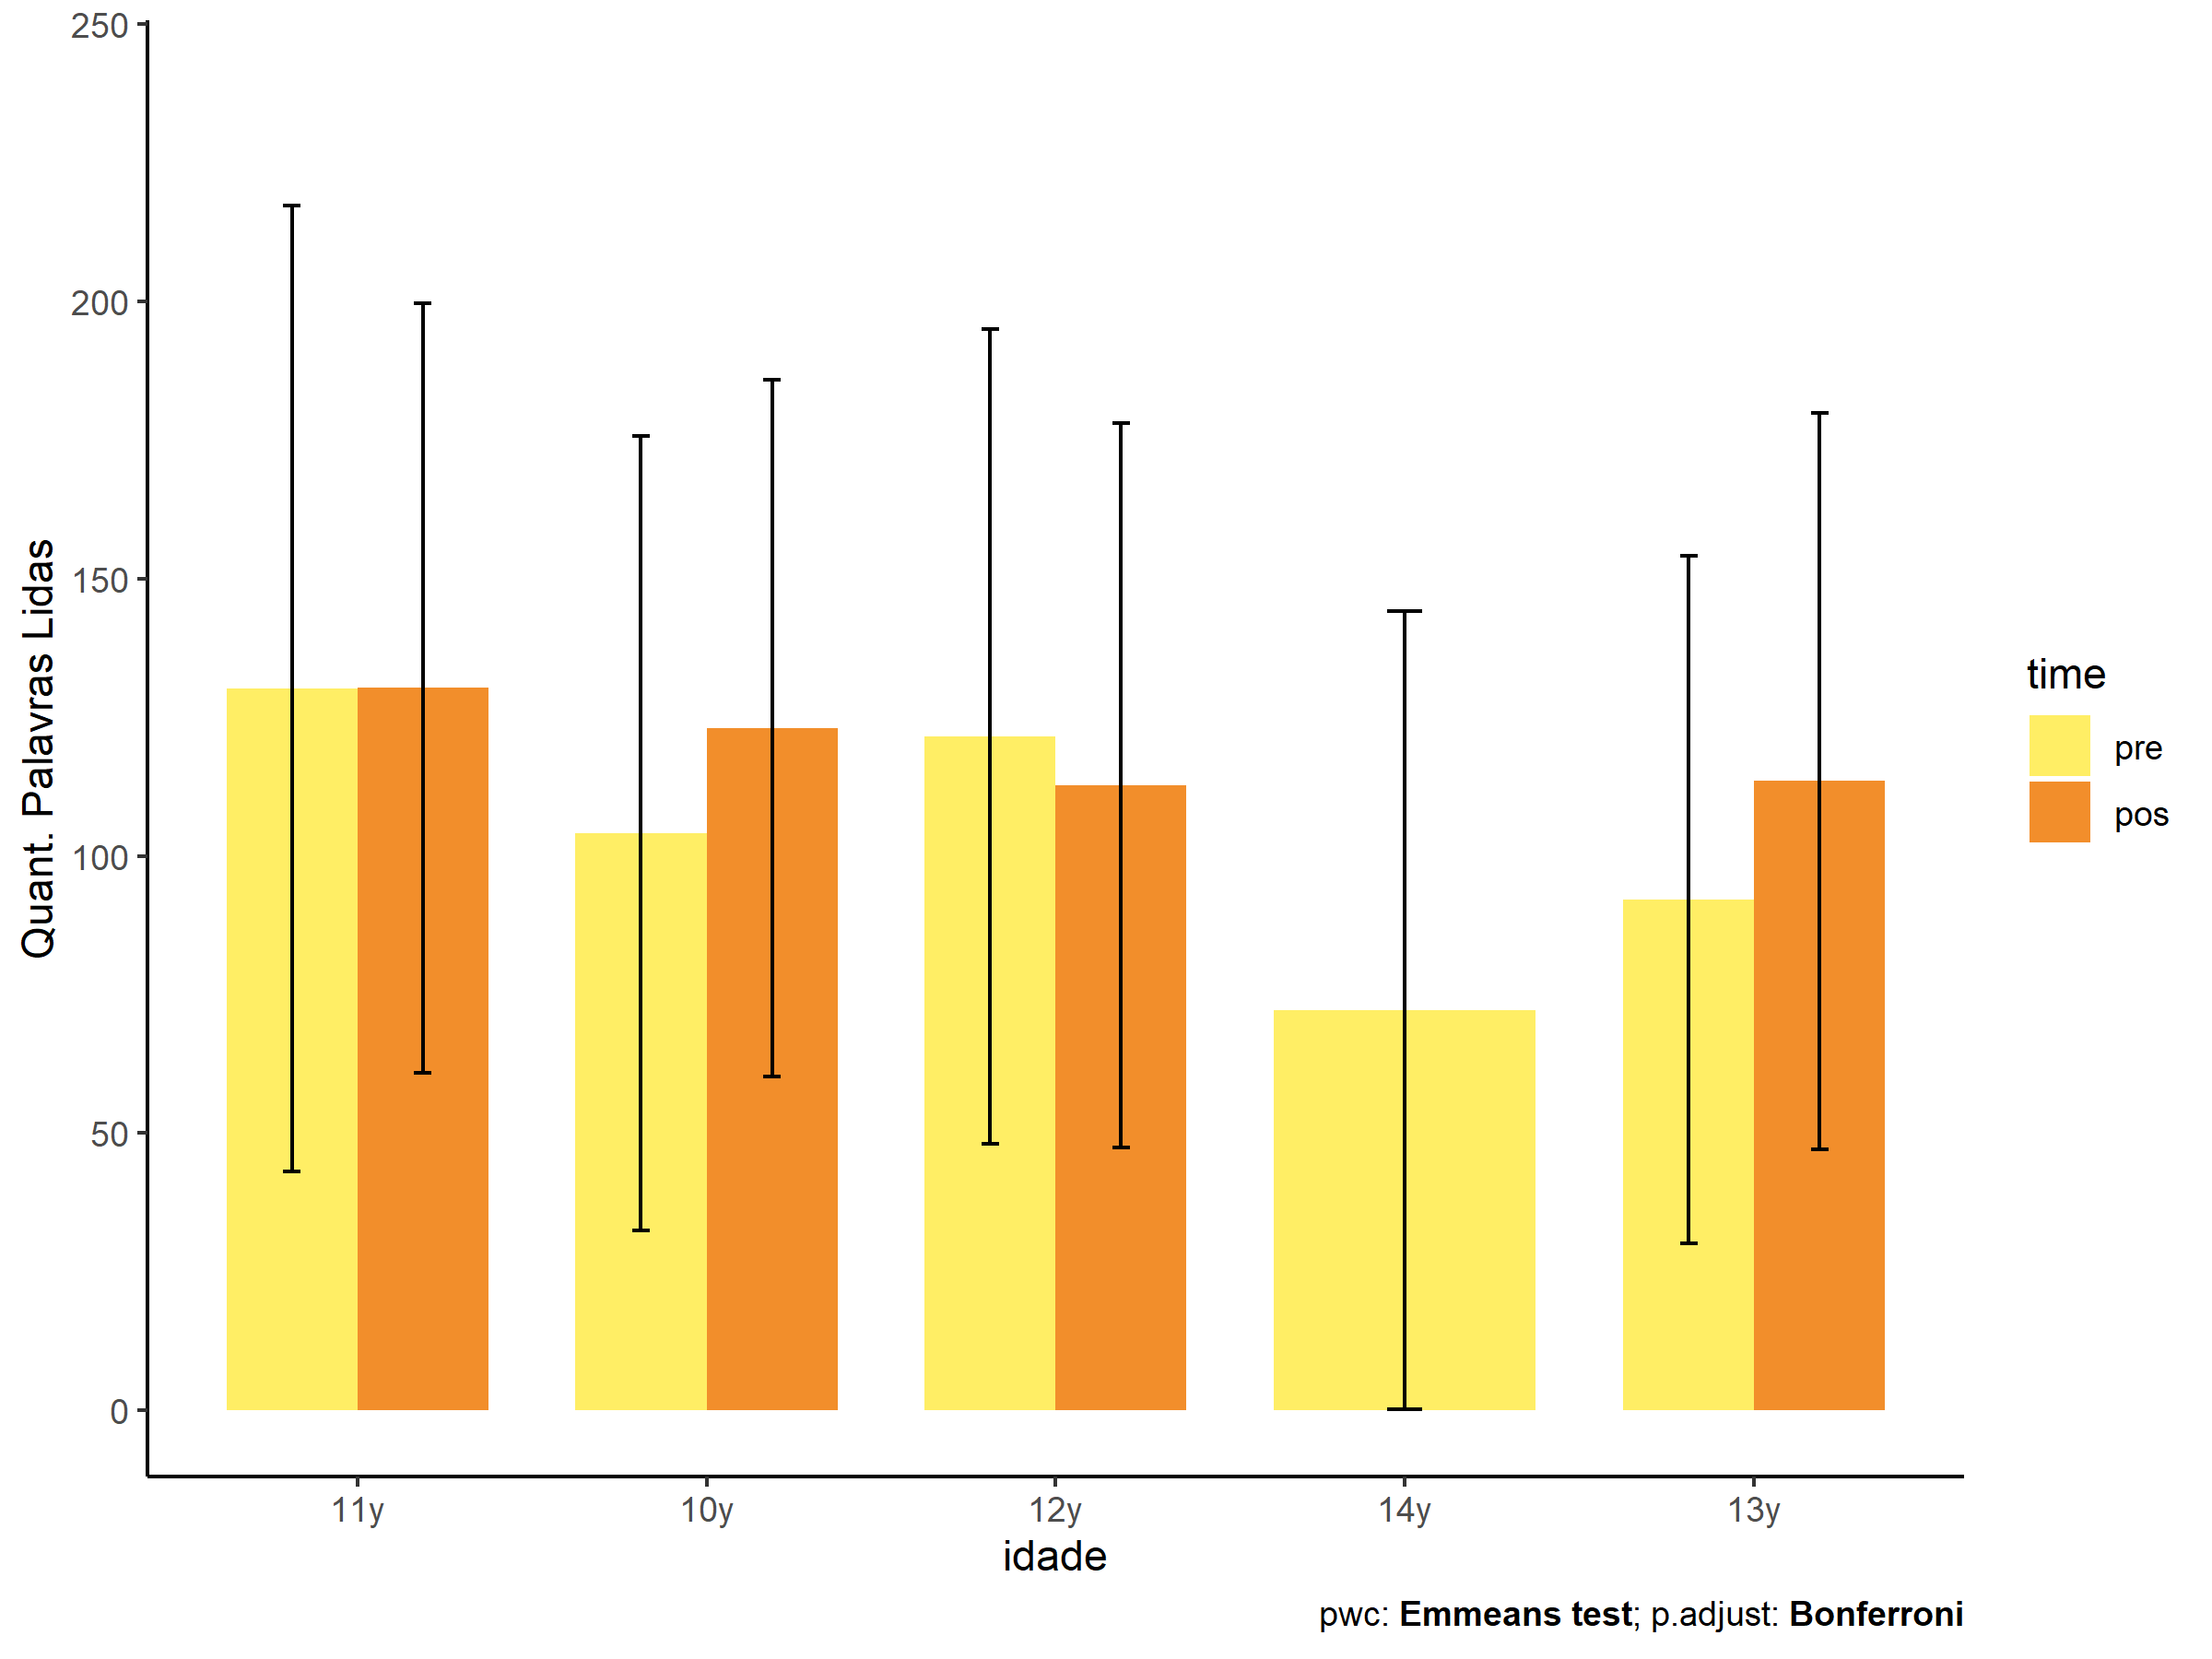 250
200
150
100
50
0
Quant. Palavras Lidas
11y
10y
12y
14y
13y
idade
time
pre
pos
pwc: Emmeans test; p.adjust: Bonferroni